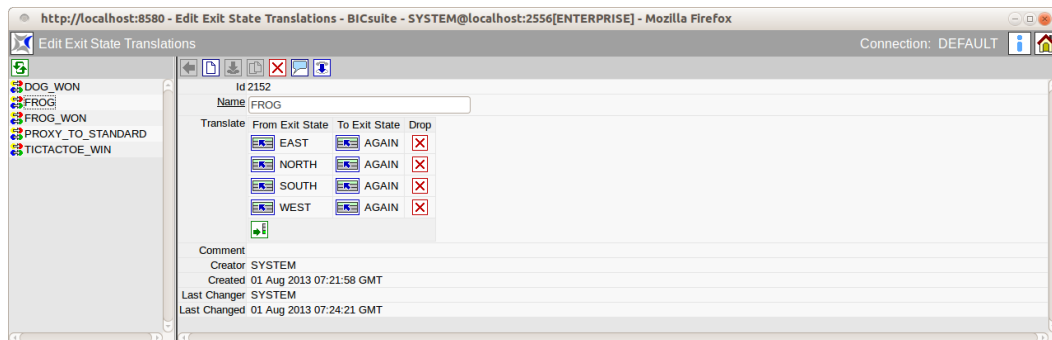 http://localhost:8580 - Edit Exit State Translations - BICsuite - SYSTEM@localhost:2556[ENTERPRISE] - Mozilla Firefox
Edit Exit State Translations Connection: DEFAULT
DOG_WON
FROG
FROG_WON
PROXY_TO_STANDARD
TICTACTOE_WIN
Id 2152
Name FROG
Translate From Exit State To Exit State Drop
EAST AGAIN
NORTH AGAIN
SOUTH AGAIN
WEST AGAIN
Comment
Creator SYSTEM
Created 01 Aug 2013 07:21:58 GMT
Last Changer SYSTEM
Last Changed 01 Aug 2013 07:24:21 GMT